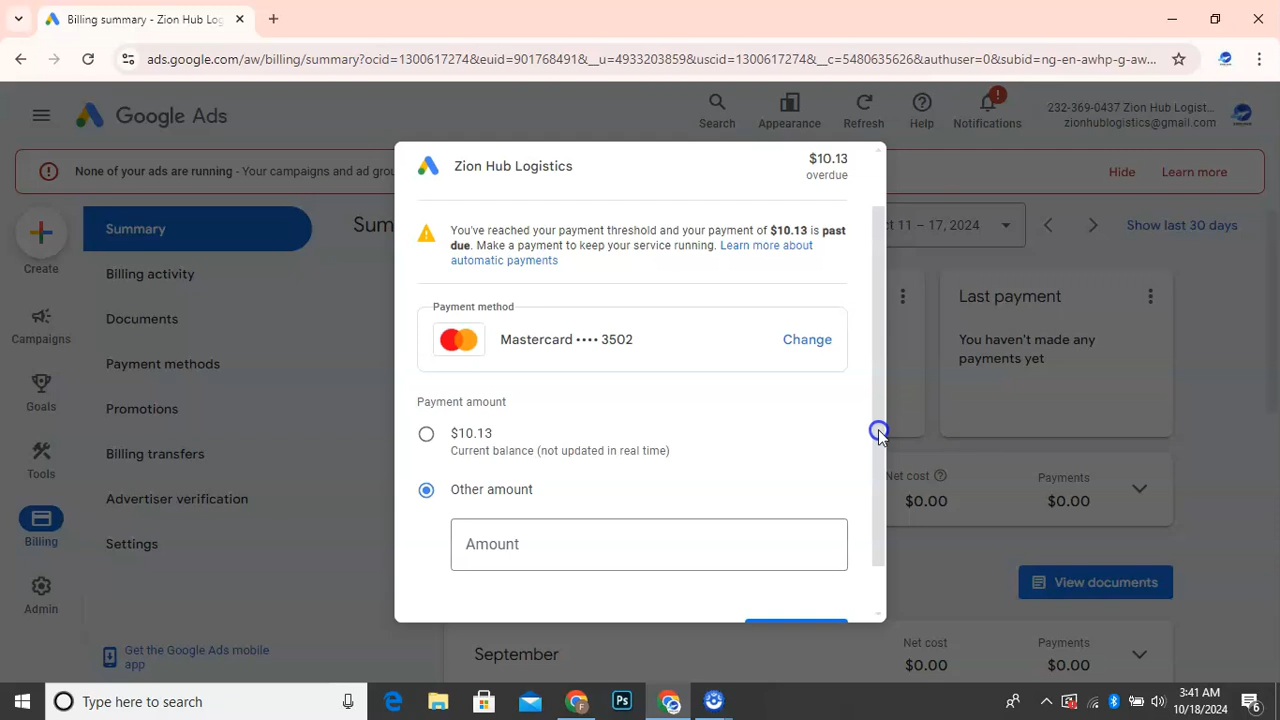 Billing summary - Zion Hub Log
ads.google.com/aw/billing/summary?ocid=1300617274&euid=901768491&__u=4933203859&uscid=1300617274&__c=5480635626&authuser=0&subid=ng-en-awhp-g-aw...
Google Ads
Search
Appearance
Refresh
Help
!
Notifications
232-369-0437 Zion Hub Logist...
zionhublogistics@gmail.com
None of your ads are running - Your campaigns and ad grou
Hide
Learn more
Create
Campaigns
Goals
Tools
Billing
Admin
Summary
Billing activity
Documents
Payment methods
Promotions
Billing transfers
Advertiser verification
Settings
Get the Google Ads mobile
app
Sum
ct 11 – 17, 2024
Show last 30 days
Zion Hub Logistics
$10.13
overdue
You've reached your payment threshold and your payment of $10.13 is past
due. Make a payment to keep your service running. Learn more about
automatic payments
Payment method
Mastercard •••• 3502
Change
Payment amount
$10.13
Current balance (not updated in real time)
Other amount
Amount
Last payment
You haven't made any
payments yet
Net cost
$0.00
Payments
$0.00
View documents
September
Net cost
$0.00
Payments
$0.00
Type here to search
F
Ps
3:41 AM
10/18/2024
6